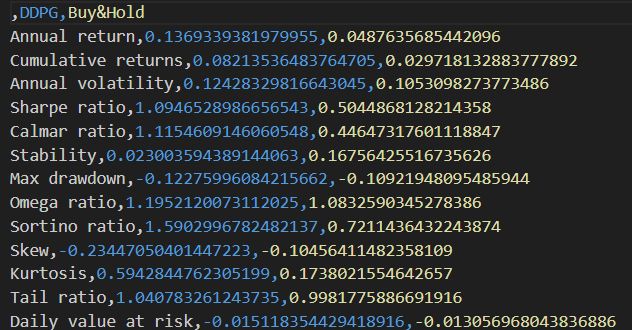 ,DDPG,Buy&Hold
Annual return,0.1369339381979955,0.0487635685442096
Cumulative returns,0.08213536483764705,0.029718132883777892
Annual volatility,0.12428329816643045,0.1053098273773486
Sharpe ratio,1.0946528986656543,0.5044868128214358
Calmar ratio,1.1154609146060548,0.44647317601118847
Stability,0.023003594389144063,0.16756425516735626
Max drawdown,-0.12275996084215662,-0.10921948095485944
Omega ratio,1.1952120073112025,1.0832590345278386
Sortino ratio,1.5902996782482137,0.7211436432243874
Skew,-0.23447050401447223,-0.10456411482358109
Kurtosis,0.5942844762305199,0.1738021554642657
Tail ratio,1.040783261243735,0.9981775886691916
Daily value at risk,-0.015118354429418916,-0.013056968043836886